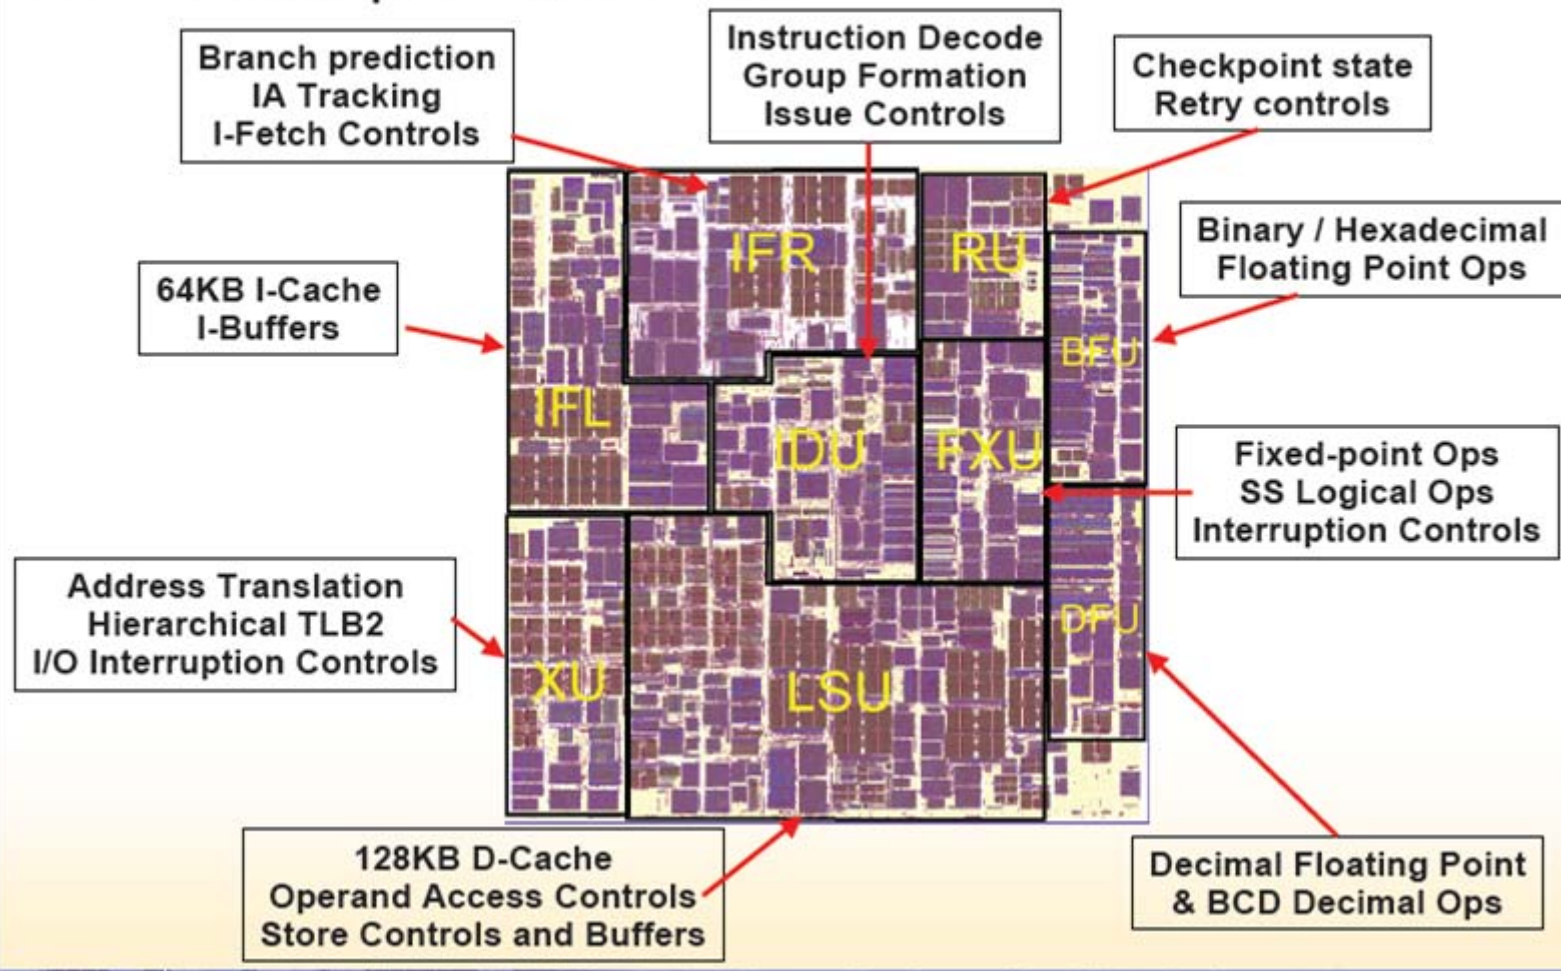 Branch prediction
IA Tracking
I-Fetch Controls
Instruction Decode
Group Formation
Issue Controls
Checkpoint state
Retry controls
64KB I-Cache
I-Buffers
Binary / Hexadecimal
Floating Point Ops
IFR
RU
BFU
IFL
IDU
FXU
Fixed-point Ops
SS Logical Ops
Interruption Controls
Address Translation
Hierarchical TLB2
I/O Interruption Controls
XU
LSU
DFU
128KB D-Cache
Operand Access Controls
Store Controls and Buffers
Decimal Floating Point
& BCD Decimal Ops